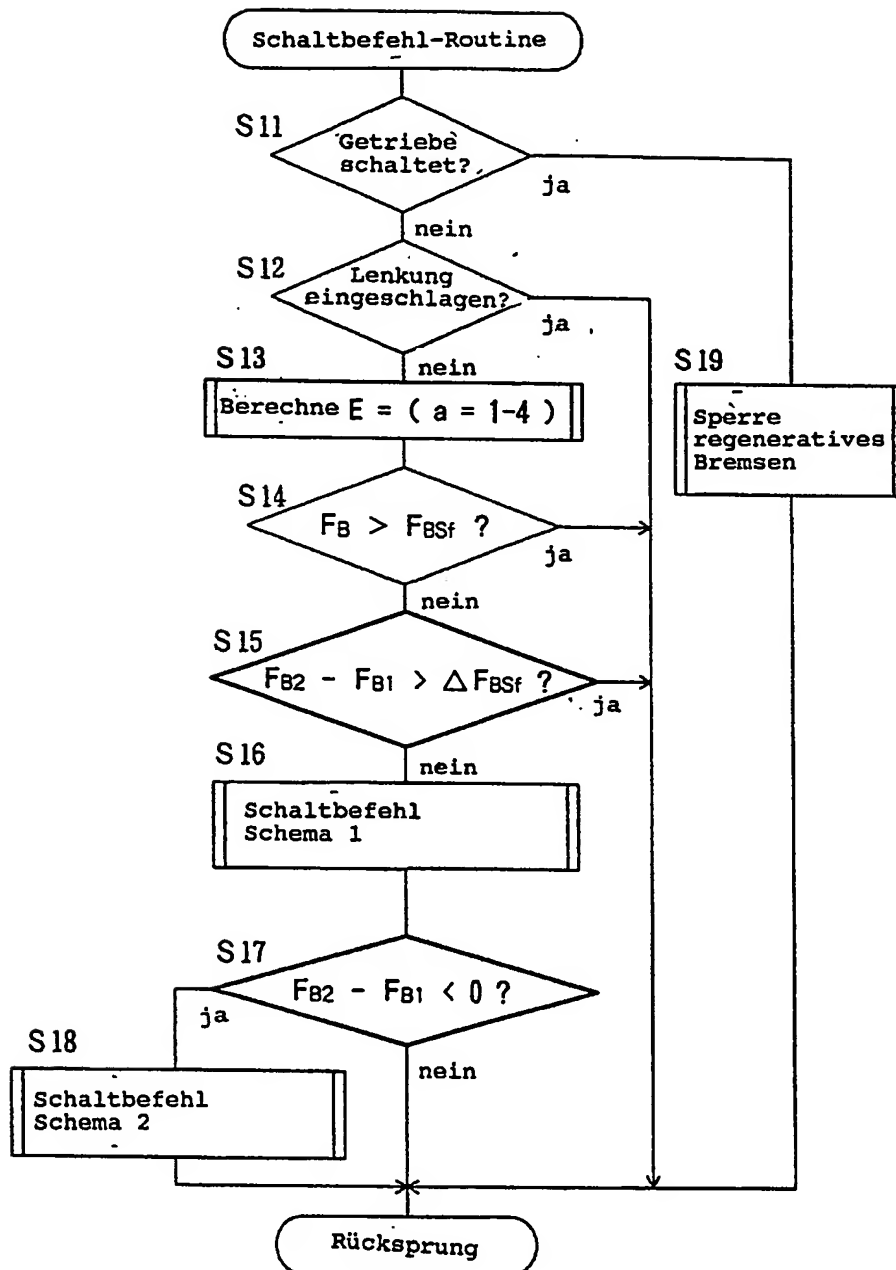 Schaltbefehl-Routine
S11
Getriebe
schaltet?
ja
nein
S12
Lenkung
eingeschlagen?
ja
nein
S13
Berechne E = ( a = 1-4 )
S19
Sperre
regeneratives
Bremsen
S14
FB > FBSf ?
ja
nein
S15
FB2 - FB1 > △ FBSf ?
ja
nein
S16
Schaltbefehl
Schema 1
S17
FB2 - FB1 < 0 ?
ja
nein
S18
Schaltbefehl
Schema 2
Rücksprung